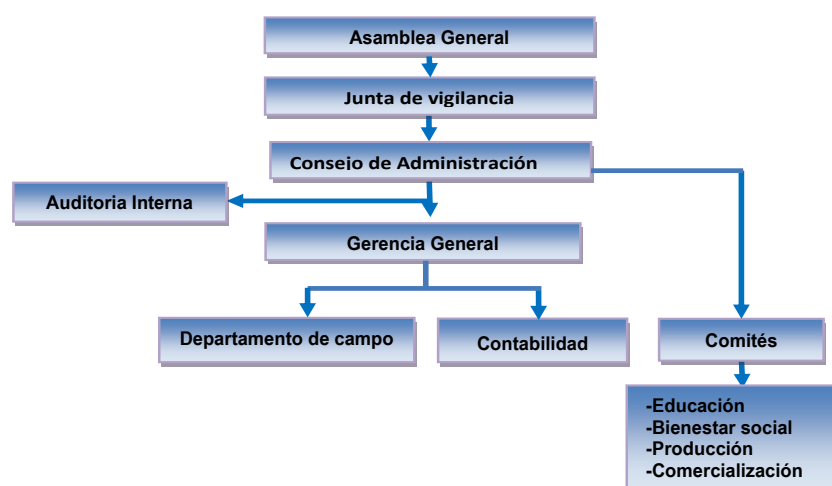 Asamblea General
Junta de vigilancia
Consejo de Administración
Auditoria Interna
Gerencia General
Departamento de campo
Contabilidad
Comités
-Educación
-Bienestar social
-Producción
-Comercialización